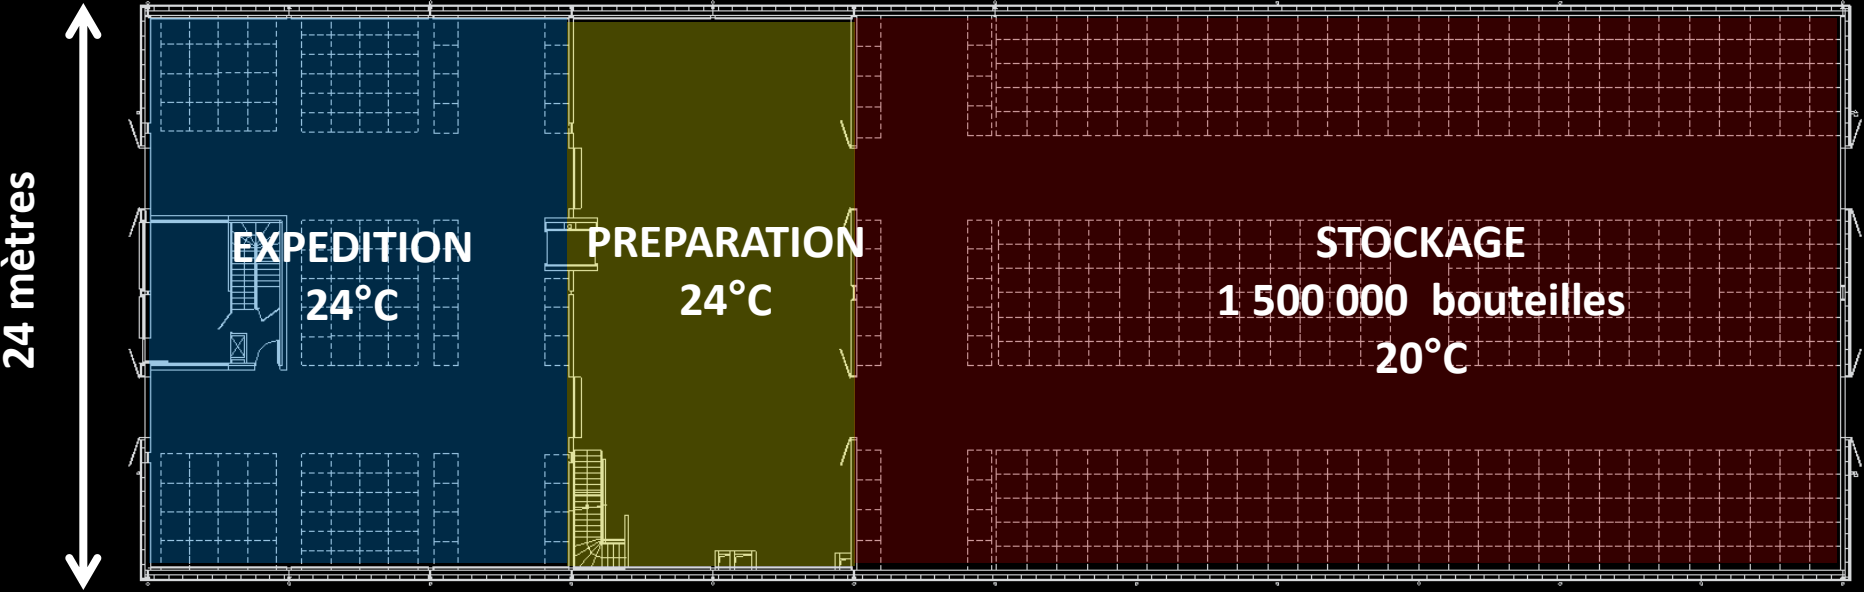 24 mètres
EXPEDITION
24°C
PREPARATION
24°C
STOCKAGE
1 500 000 bouteilles
20°C